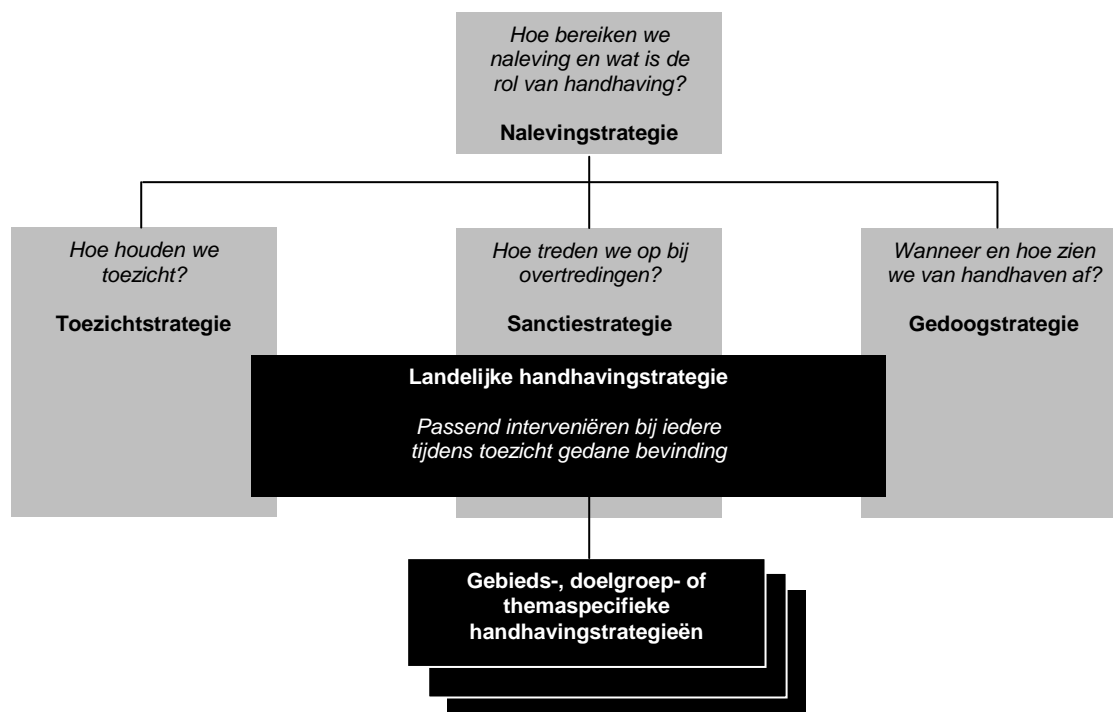 Hoe bereiken we
naleving en wat is de
rol van handhaving?
Nalevingstrategie
Hoe houden we
toezicht?
Toezichtstrategie
Hoe treden we op bij
overtredingen?
Sanctiestrategie
Wanneer en hoe zien
we van handhaven af?
Gedoogstrategie
Landelijke handhavingstrategie
Passend interveniëren bij iedere
tijdens toezicht gedane bevinding
Gebieds-, doelgroep- of
themaspecifieke
handhavingstrategieën